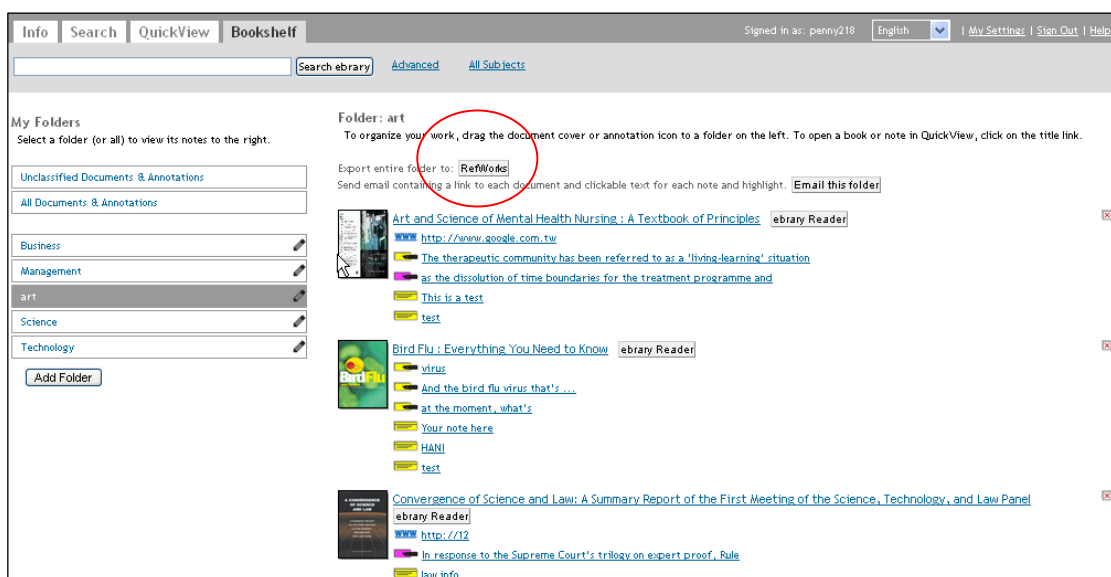 Info Search QuickView Bookshelf Signed in as: penny218 English | My Settings | Sign Out | Help
Search ebrary Advanced All Subjects
My Folders
Select a folder (or all) to view its notes to the right.
Unclassified Documents & Annotations
All Documents & Annotations
Business
Management
art
Science
Technology
Add Folder
Folder: art
To organize your work, drag the document cover or annotation icon to a folder on the left. To open a book or note in QuickView, click on the title link.
Export entire folder to: RefWorks
Send email containing a link to each document and clickable text for each note and highlight. Email this folder
Art and Science of Mental Health Nursing : A Textbook of Principles ebrary Reader
WWW http://www.google.com.tw
The therapeutic community has been referred to as a 'living-learning' situation
as the dissolution of time boundaries for the treatment programme and
This is a test
test
Bird Flu
Bird Flu : Everything You Need to Know ebrary Reader
virus
And the bird flu virus that's ...
at the moment, what's
Your note here
HANI
test
A CONVERGENCE
OF SCIENCE
AND LAW
Convergence of Science and Law: A Summary Report of the First Meeting of the Science, Technology, and Law Panel
ebrary Reader
WWW http://12
In response to the Supreme Court's trilogy on expert proof, Rule
law info